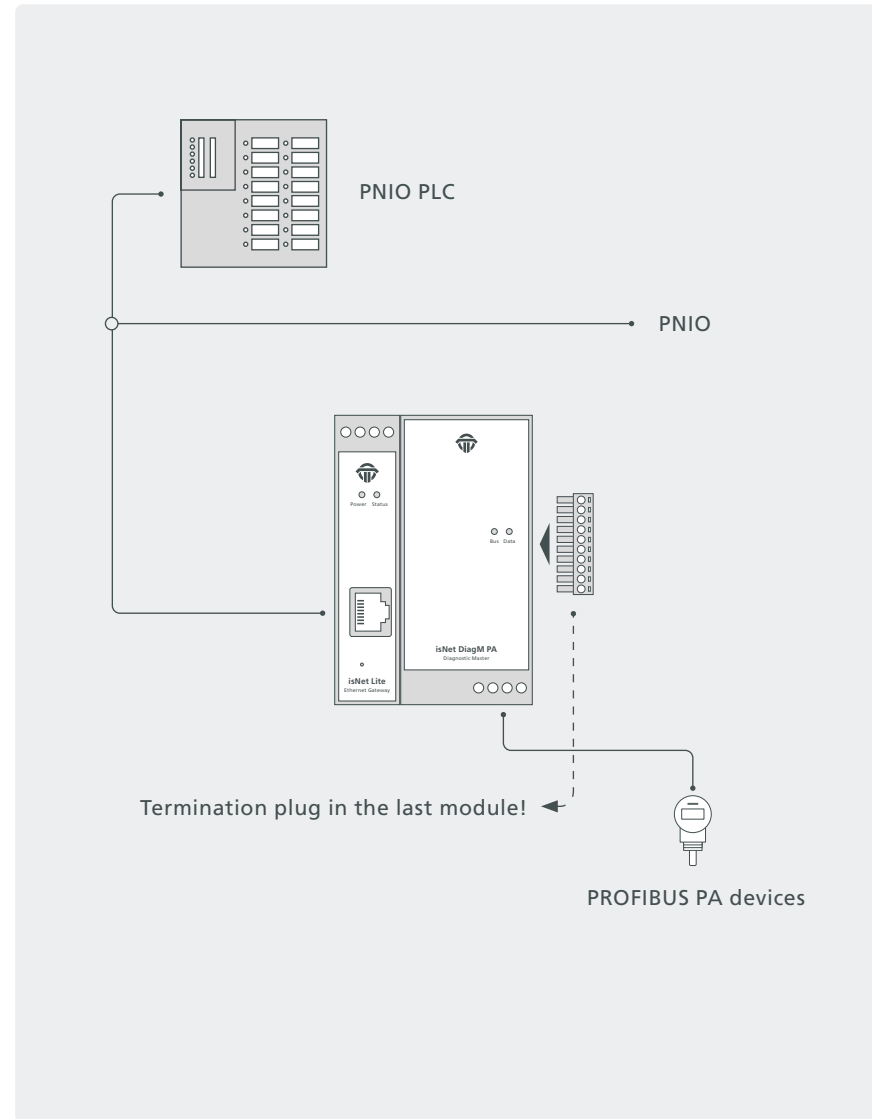 PNIO PLC
PNIO
Power Status
Bus Data
isNet DiagM PA
Diagnostic Master
isNet Lite
Ethernet Gateway
Termination plug in the last module!
PROFIBUS PA devices